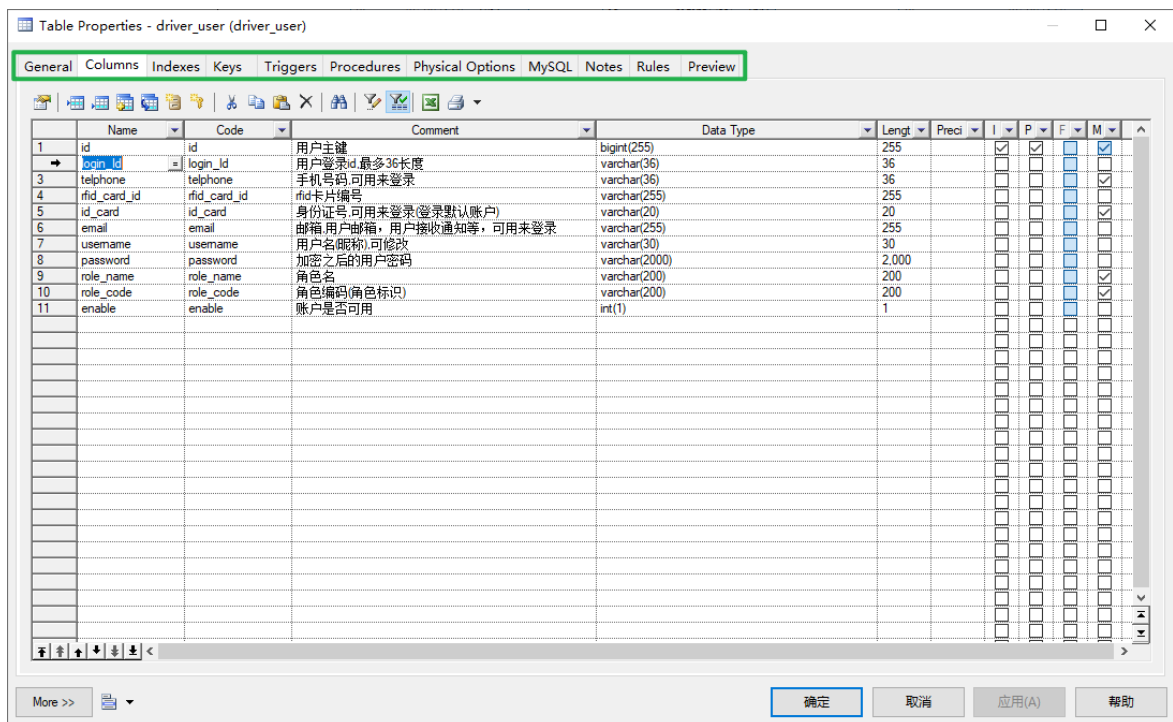 Table Properties - driver_user (driver_user)
General Columns Indexes Keys Triggers Procedures Physical Options MySQL Notes Rules Preview
Name Code Comment Data Type Lengt Preci I P F M
1 id id 用户主键 bigint(255) 255
login_Id = login_Id 用户登录id,最多36长度 varchar(36) 36
3 telphone telphone 手机号码,可用来登录 varchar(36) 36
4 rfid_card_id rfid_card_id rfid卡片编号 varchar(255) 255
5 id_card id_card 身份证号,可用来登录(登录默认账户) varchar(20) 20
6 email email 邮箱,用户邮箱，用户接收通知等，可用来登录 varchar(255) 255
7 username username 用户名(昵称),可修改 varchar(30) 30
8 password password 加密之后的用户密码 varchar(2000) 2,000
9 role_name role_name 角色名 varchar(200) 200
10 role_code role_code 角色编码(角色标识) varchar(200) 200
11 enable enable 账户是否可用 int(1) 1
More >> 确定 取消 应用(A) 帮助